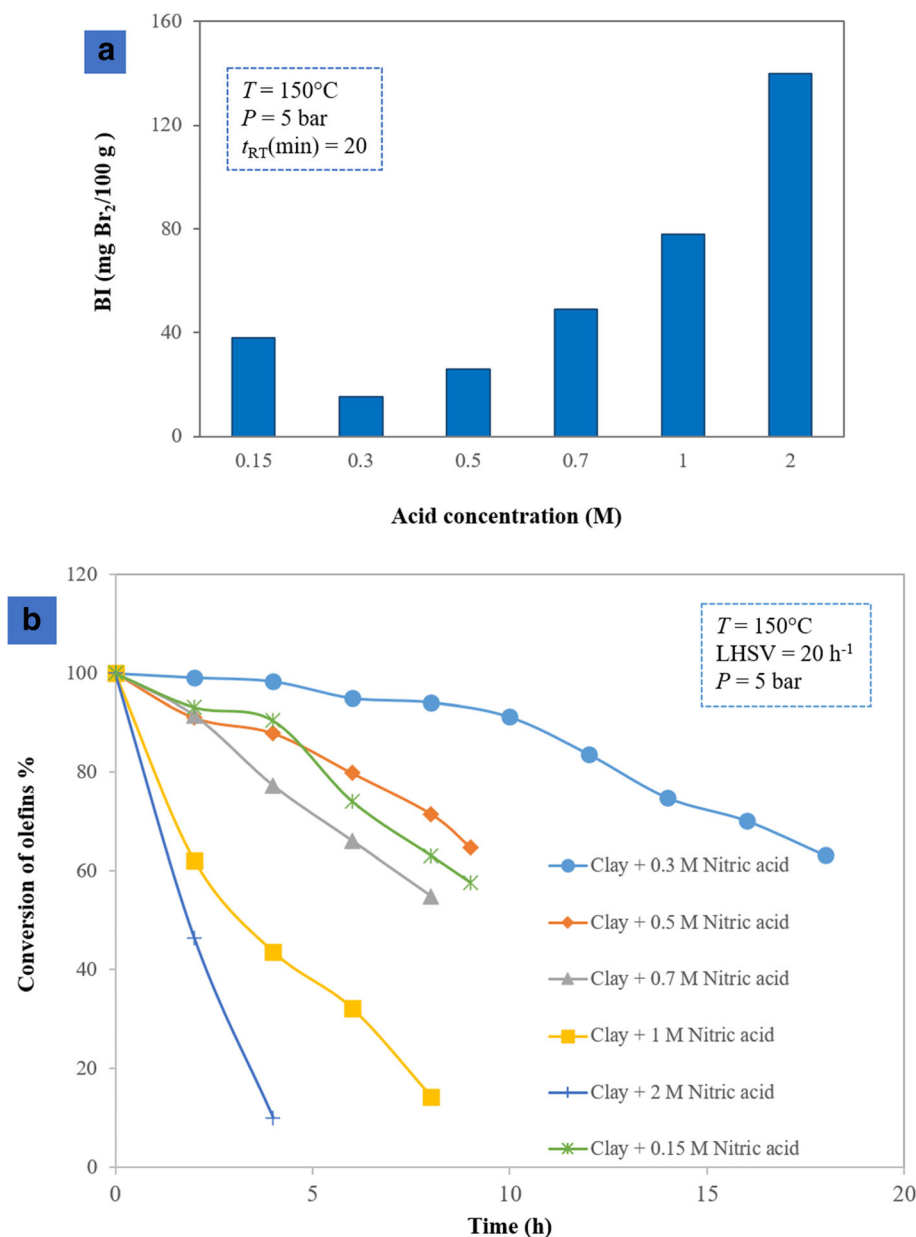 a
160
120
80
40
0
BI (mg Br₂/100 g )
T = 150°C
P = 5 bar
t_RT(min) = 20
0.15 0.3 0.5 0.7 1 2
Acid concentration (M)
b
120
100
80
60
40
20
0
Conversion of olefins %
T = 150°C
LHSV = 20 h⁻¹
P = 5 bar
Clay + 0.3 M Nitric acid
Clay + 0.5 M Nitric acid
Clay + 0.7 M Nitric acid
Clay + 1 M Nitric acid
Clay + 2 M Nitric acid
Clay + 0.15 M Nitric acid
0 5 10 15 20
Time (h)